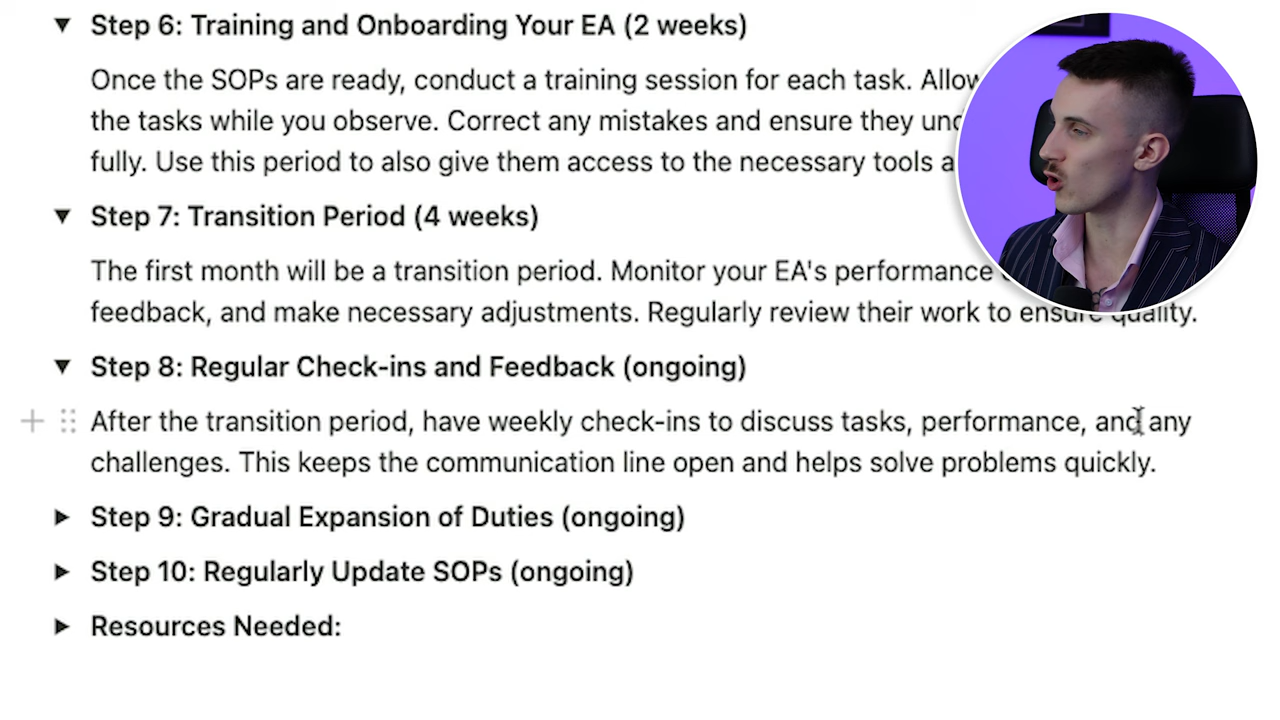 Step 6: Training and Onboarding Your EA (2 weeks)
Once the SOPs are ready, conduct a training session for each task.
the tasks while you observe. Correct any mistakes and ensure they
fully. Use this period to also give them access to the necessary tools
Step 7: Transition Period (4 weeks)
The first month will be a transition period. Monitor your EA's performance
feedback, and make necessary adjustments. Regularly review their work to ensure quality.
Step 8: Regular Check-ins and Feedback (ongoing)
After the transition period, have weekly check-ins to discuss tasks, performance, and any
challenges. This keeps the communication line open and helps solve problems quickly.
Step 9: Gradual Expansion of Duties (ongoing)
Step 10: Regularly Update SOPs (ongoing)
Resources Needed: